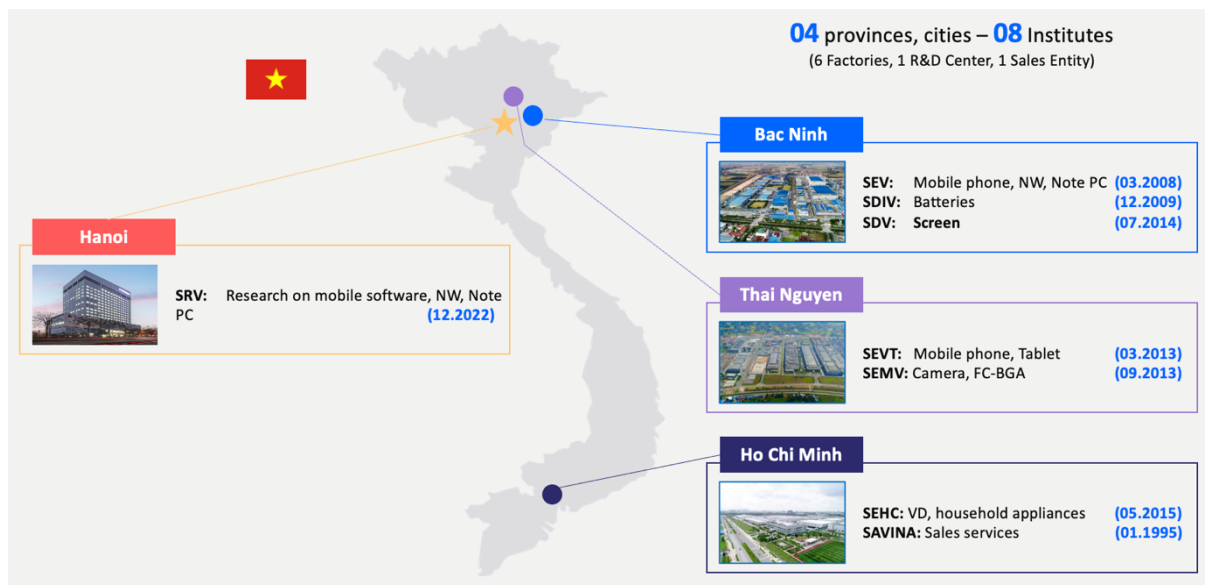 04 provinces, cities – 08 Institutes
(6 Factories, 1 R&D Center, 1 Sales Entity)
Bac Ninh
SEV: Mobile phone, NW, Note PC (03.2008)
SDIV: Batteries (12.2009)
SDV: Screen (07.2014)
Hanoi
SRV: Research on mobile software, NW, Note
PC (12.2022)
Thai Nguyen
SEVT: Mobile phone, Tablet (03.2013)
SEMV: Camera, FC-BGA (09.2013)
Ho Chi Minh
SEHC: VD, household appliances (05.2015)
SAVINA: Sales services (01.1995)